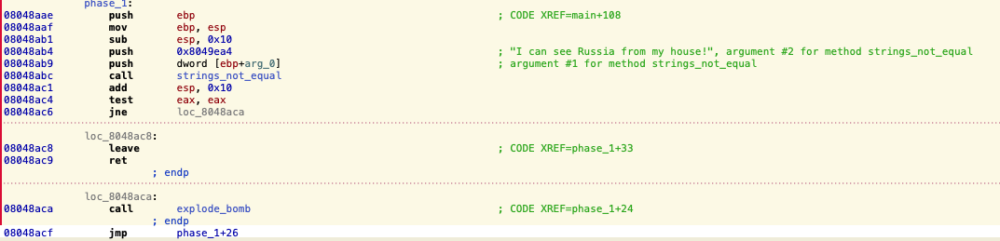 phase_1:
08048aae push ebp ; CODE XREF=main+108
08048aaf mov ebp, esp
08048ab1 sub esp, 0x10
08048ab4 push 0x8049ea4 ; "I can see Russia from my house!", argument #2 for method strings_not_equal
08048ab9 push dword [ebp+arg_0] ; argument #1 for method strings_not_equal
08048abc call strings_not_equal
08048ac1 add esp, 0x10
08048ac4 test eax, eax
08048ac6 jne loc_8048aca
loc_8048ac8:
08048ac8 leave ; CODE XREF=phase_1+33
08048ac9 ret
; endp
loc_8048aca:
08048aca call explode_bomb ; CODE XREF=phase_1+24
; endp
08048acf jmp phase_1+26